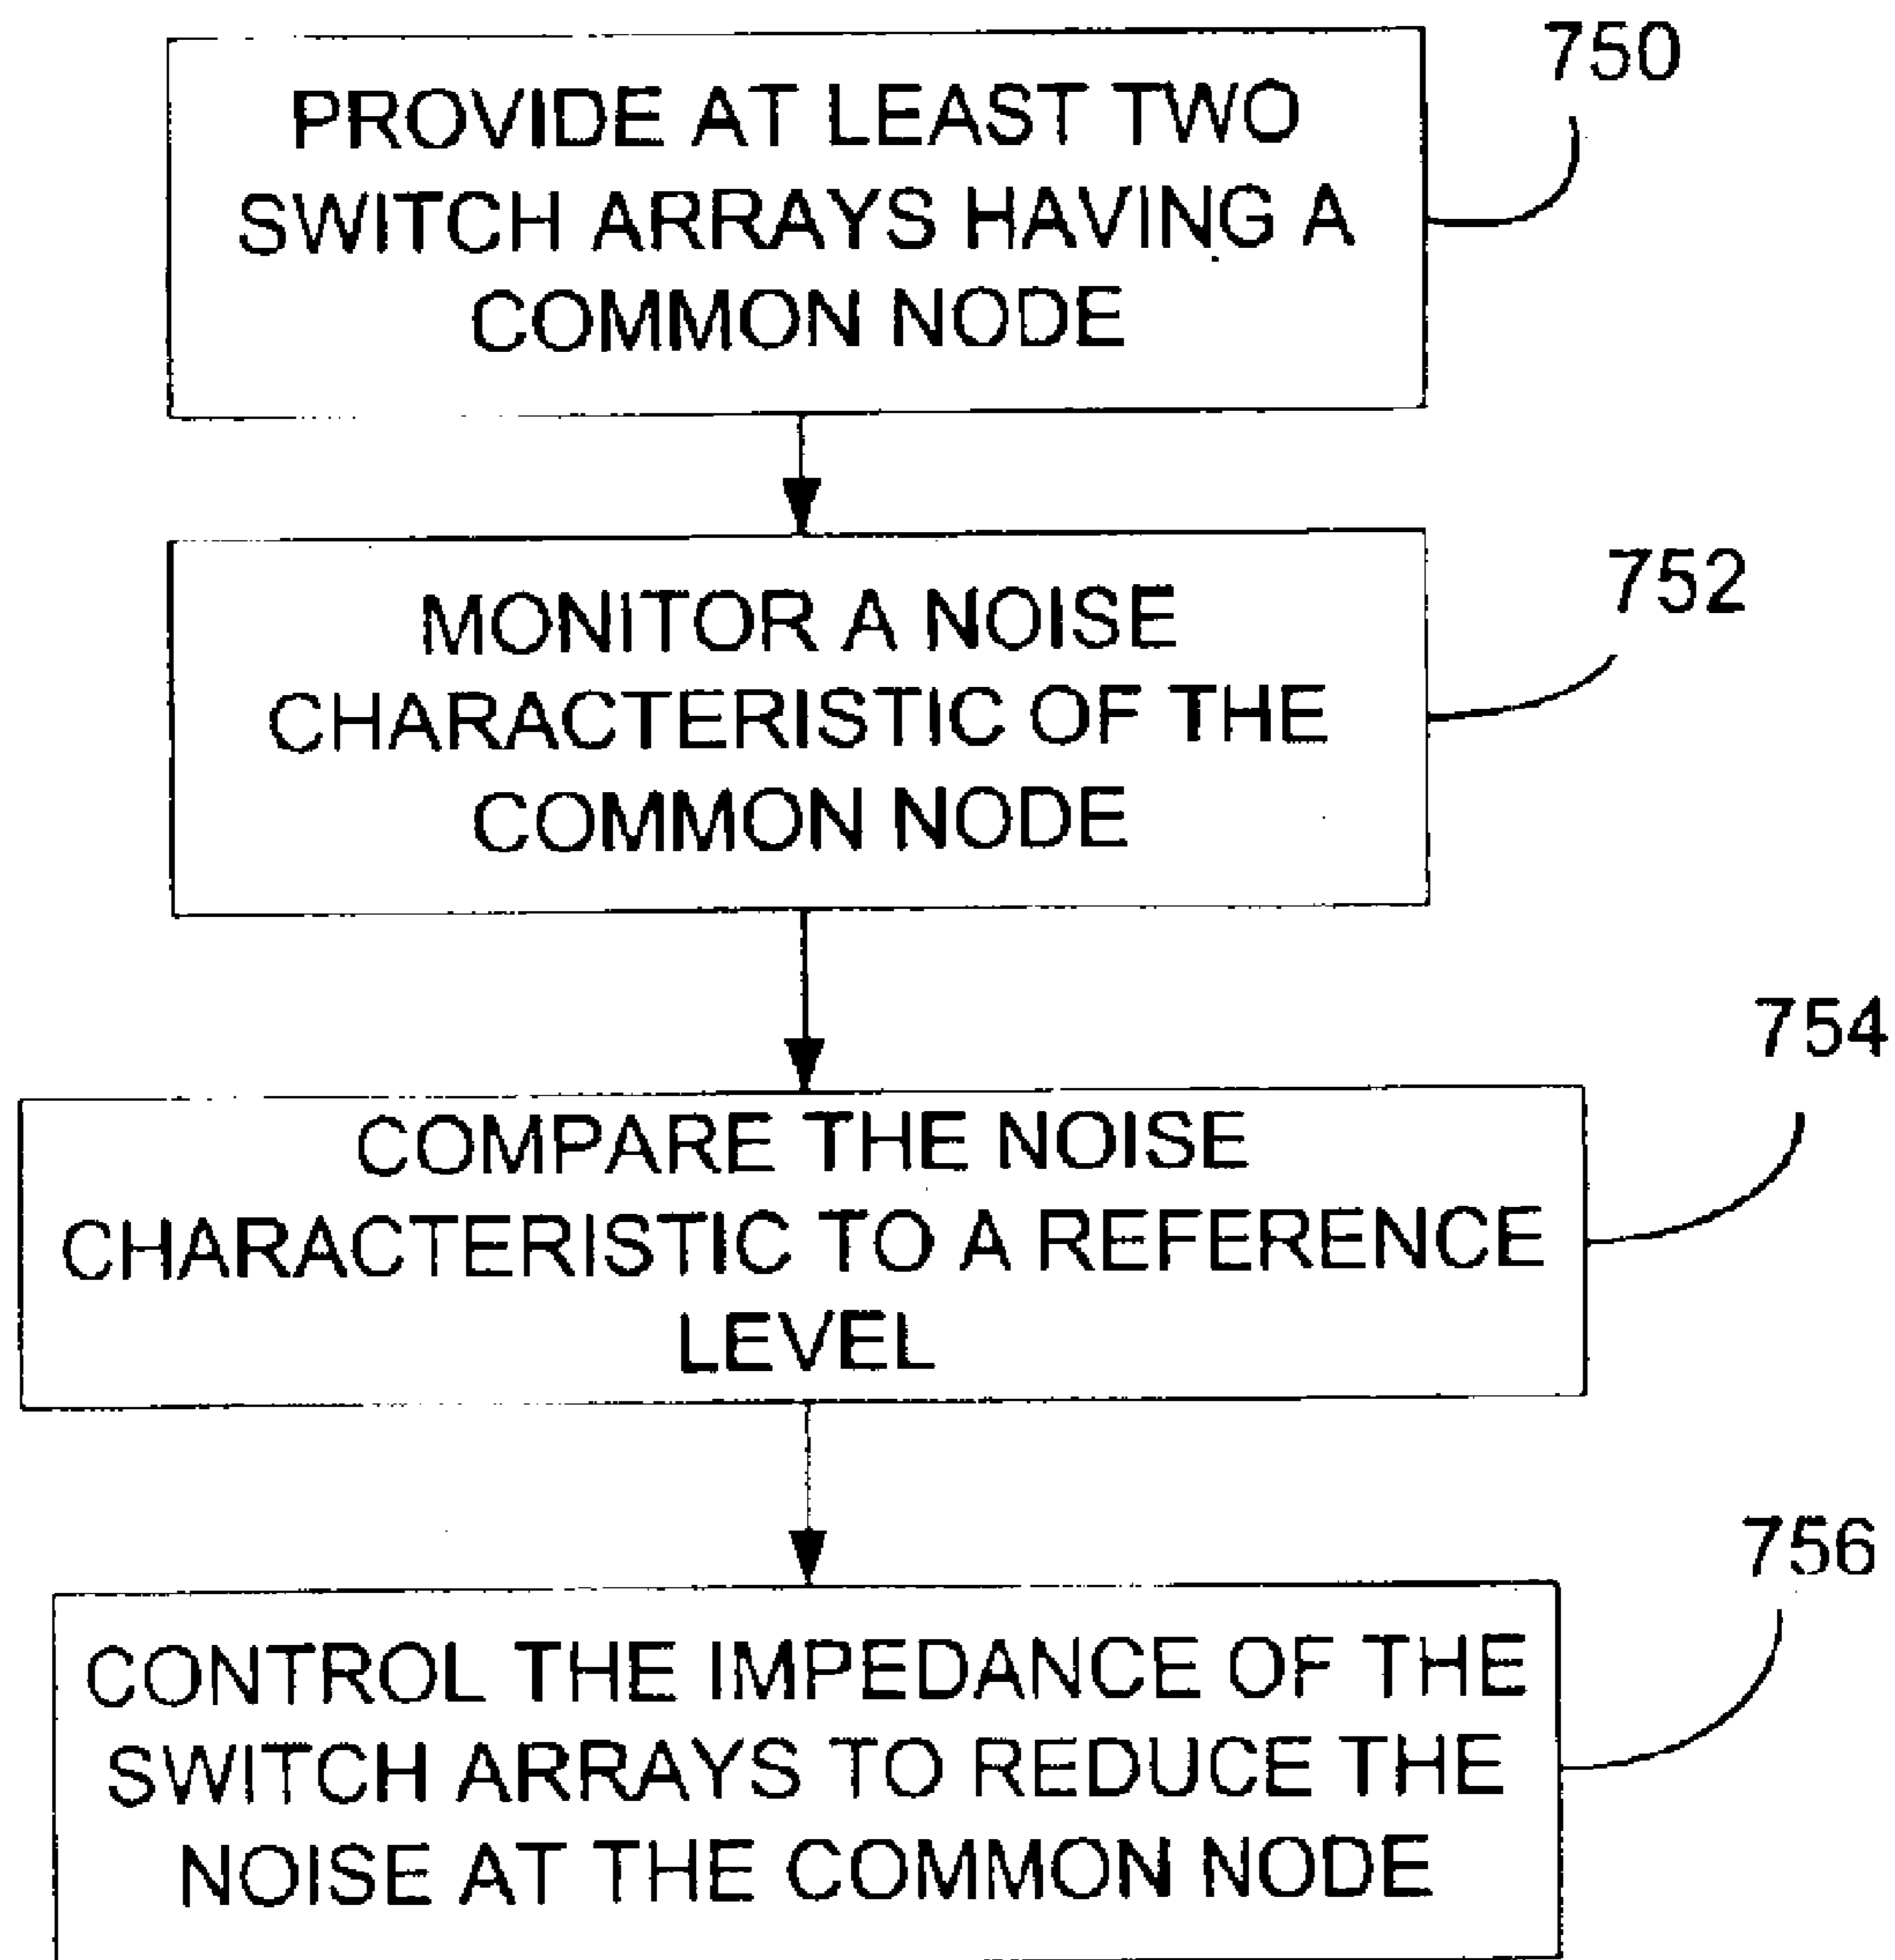 750
PROVIDE AT LEAST TWO
SWITCH ARRAYS HAVING A
COMMON NODE
752
MONITOR A NOISE
CHARACTERISTIC OF THE
COMMON NODE
754
COMPARE THE NOISE
CHARACTERISTIC TO A REFERENCE
LEVEL
756
CONTROL THE IMPEDANCE OF THE
SWITCH ARRAYS TO REDUCE THE
NOISE AT THE COMMON NODE